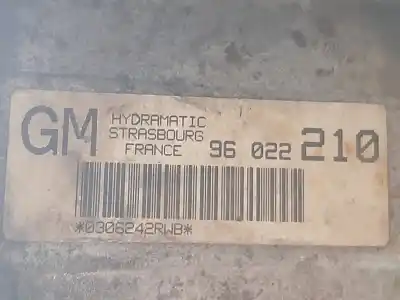 GM HYDRAMATIC
STRASBOURG
FRANCE 96 022 210
*0306242RWB*